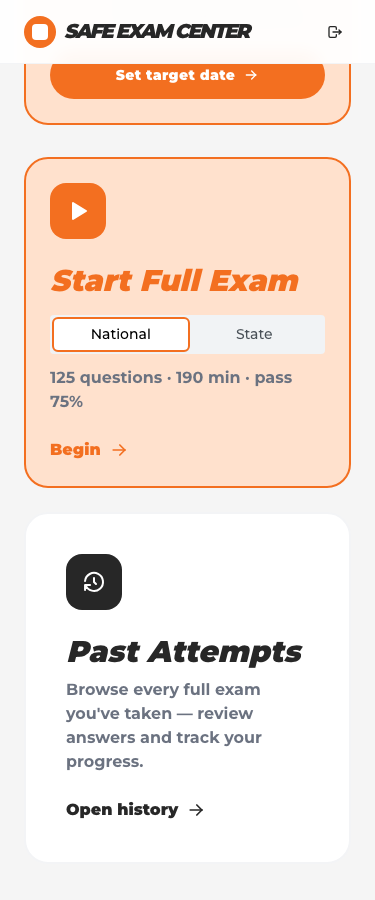 SAFE EXAM CENTER
Set target date →
Start Full Exam
National State
125 questions · 190 min · pass
75%
Begin →
Past Attempts
Browse every full exam
you've taken — review
answers and track your
progress.
Open history →